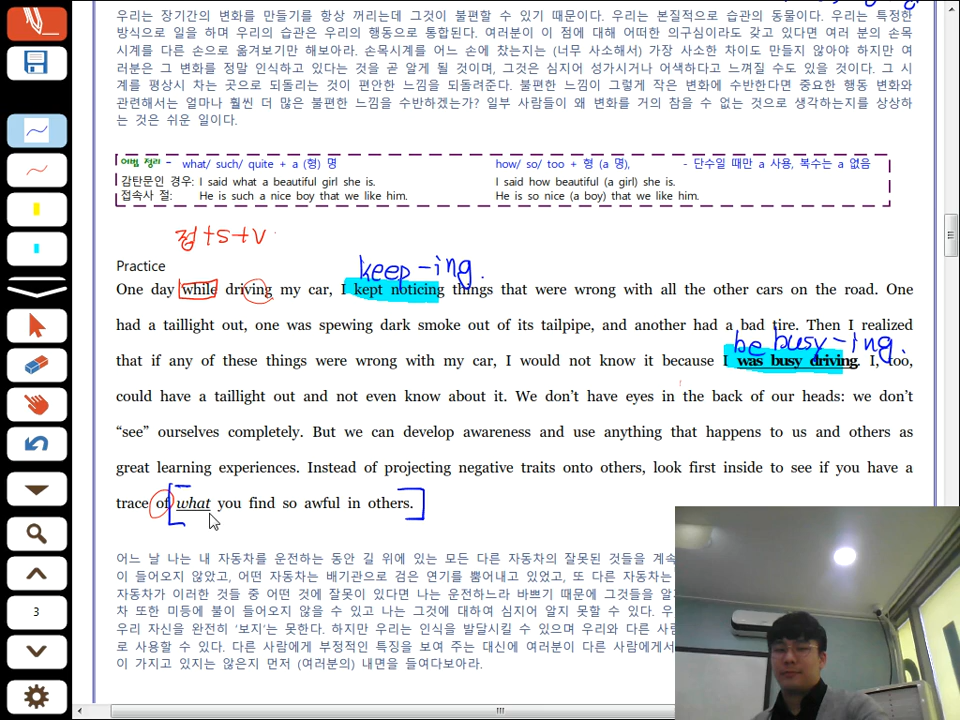 우리는 장기간의 변화를 만들기를 항상 꺼리는데 그것이 불편할 수 있기 때문이다. 우리는 본질적으로 습관의 동물이다. 우리는 특정한
방식으로 일을 하며 우리의 습관은 우리의 행동으로 통합된다. 여러분이 이 점에 대해 어떠한 의구심이라도 갖고 있다면 여러 분의 손목
시계를 다른 손으로 옮겨보기만 해보아라. 손목시계를 어느 손에 찼는지는 (너무 사소해서) 가장 사소한 차이도 만들지 않아야 하지만 여
러분은 그 변화를 정말 인식하고 있다는 것을 곧 알게 될 것이며, 그것은 심지어 성가시거나 어색하다고 느껴질 수도 있을 것이다. 그 시
계를 평상시 차는 곳으로 되돌리는 것이 편안한 느낌을 되돌려준다. 불편한 느낌이 그렇게 작은 변화에 수반한다면 중요한 행동 변화와
관련해서는 얼마나 훨씬 더 많은 불편한 느낌을 수반하겠는가? 일부 사람들이 왜 변화를 거의 참을 수 없는 것으로 생각하는지를 상상하
는 것은 쉬운 일이다.
어법 정리 - what/ such/ quite + a (형) 명 how/ so/ too + 형 (a 명), - 단수일 때만 a 사용, 복수는 a 없음
감탄문인 경우: I said what a beautiful girl she is. I said how beautiful (a girl) she is.
접속사 절: He is such a nice boy that we like him. He is so nice (a boy) that we like him.
접+S+V
Practice
keep -ing.
One day while driving my car, I kept noticing things that were wrong with all the other cars on the road. One
had a taillight out, one was spewing dark smoke out of its tailpipe, and another had a bad tire. Then I realized
be busy -ing.
that if any of these things were wrong with my car, I would not know it because I was busy driving. I, too,
could have a taillight out and not even know about it. We don't have eyes in the back of our heads: we don't
“see” ourselves completely. But we can develop awareness and use anything that happens to us and others as
great learning experiences. Instead of projecting negative traits onto others, look first inside to see if you have a
trace of [what you find so awful in others.]
어느 날 나는 내 자동차를 운전하는 동안 길 위에 있는 모든 다른 자동차의 잘못된 것들을 계속
이 들어오지 않았고, 어떤 자동차는 배기관으로 검은 연기를 뿜어내고 있었고, 또 다른 자동차는
자동차가 이러한 것들 중 어떤 것에 잘못이 있다면 나는 운전하느라 바쁘기 때문에 그것들을 알
차 또한 미등에 불이 들어오지 않을 수 있고 나는 그것에 대하여 심지어 알지 못할 수 있다. 우
우리 자신을 완전히 '보지'는 못한다. 하지만 우리는 인식을 발달시킬 수 있으며 우리와 다른 사람
로 사용할 수 있다. 다른 사람에게 부정적인 특징을 보여 주는 대신에 여러분이 다른 사람에게서
이 가지고 있지는 않은지 먼저 (여러분의) 내면을 들여다보아라.
3